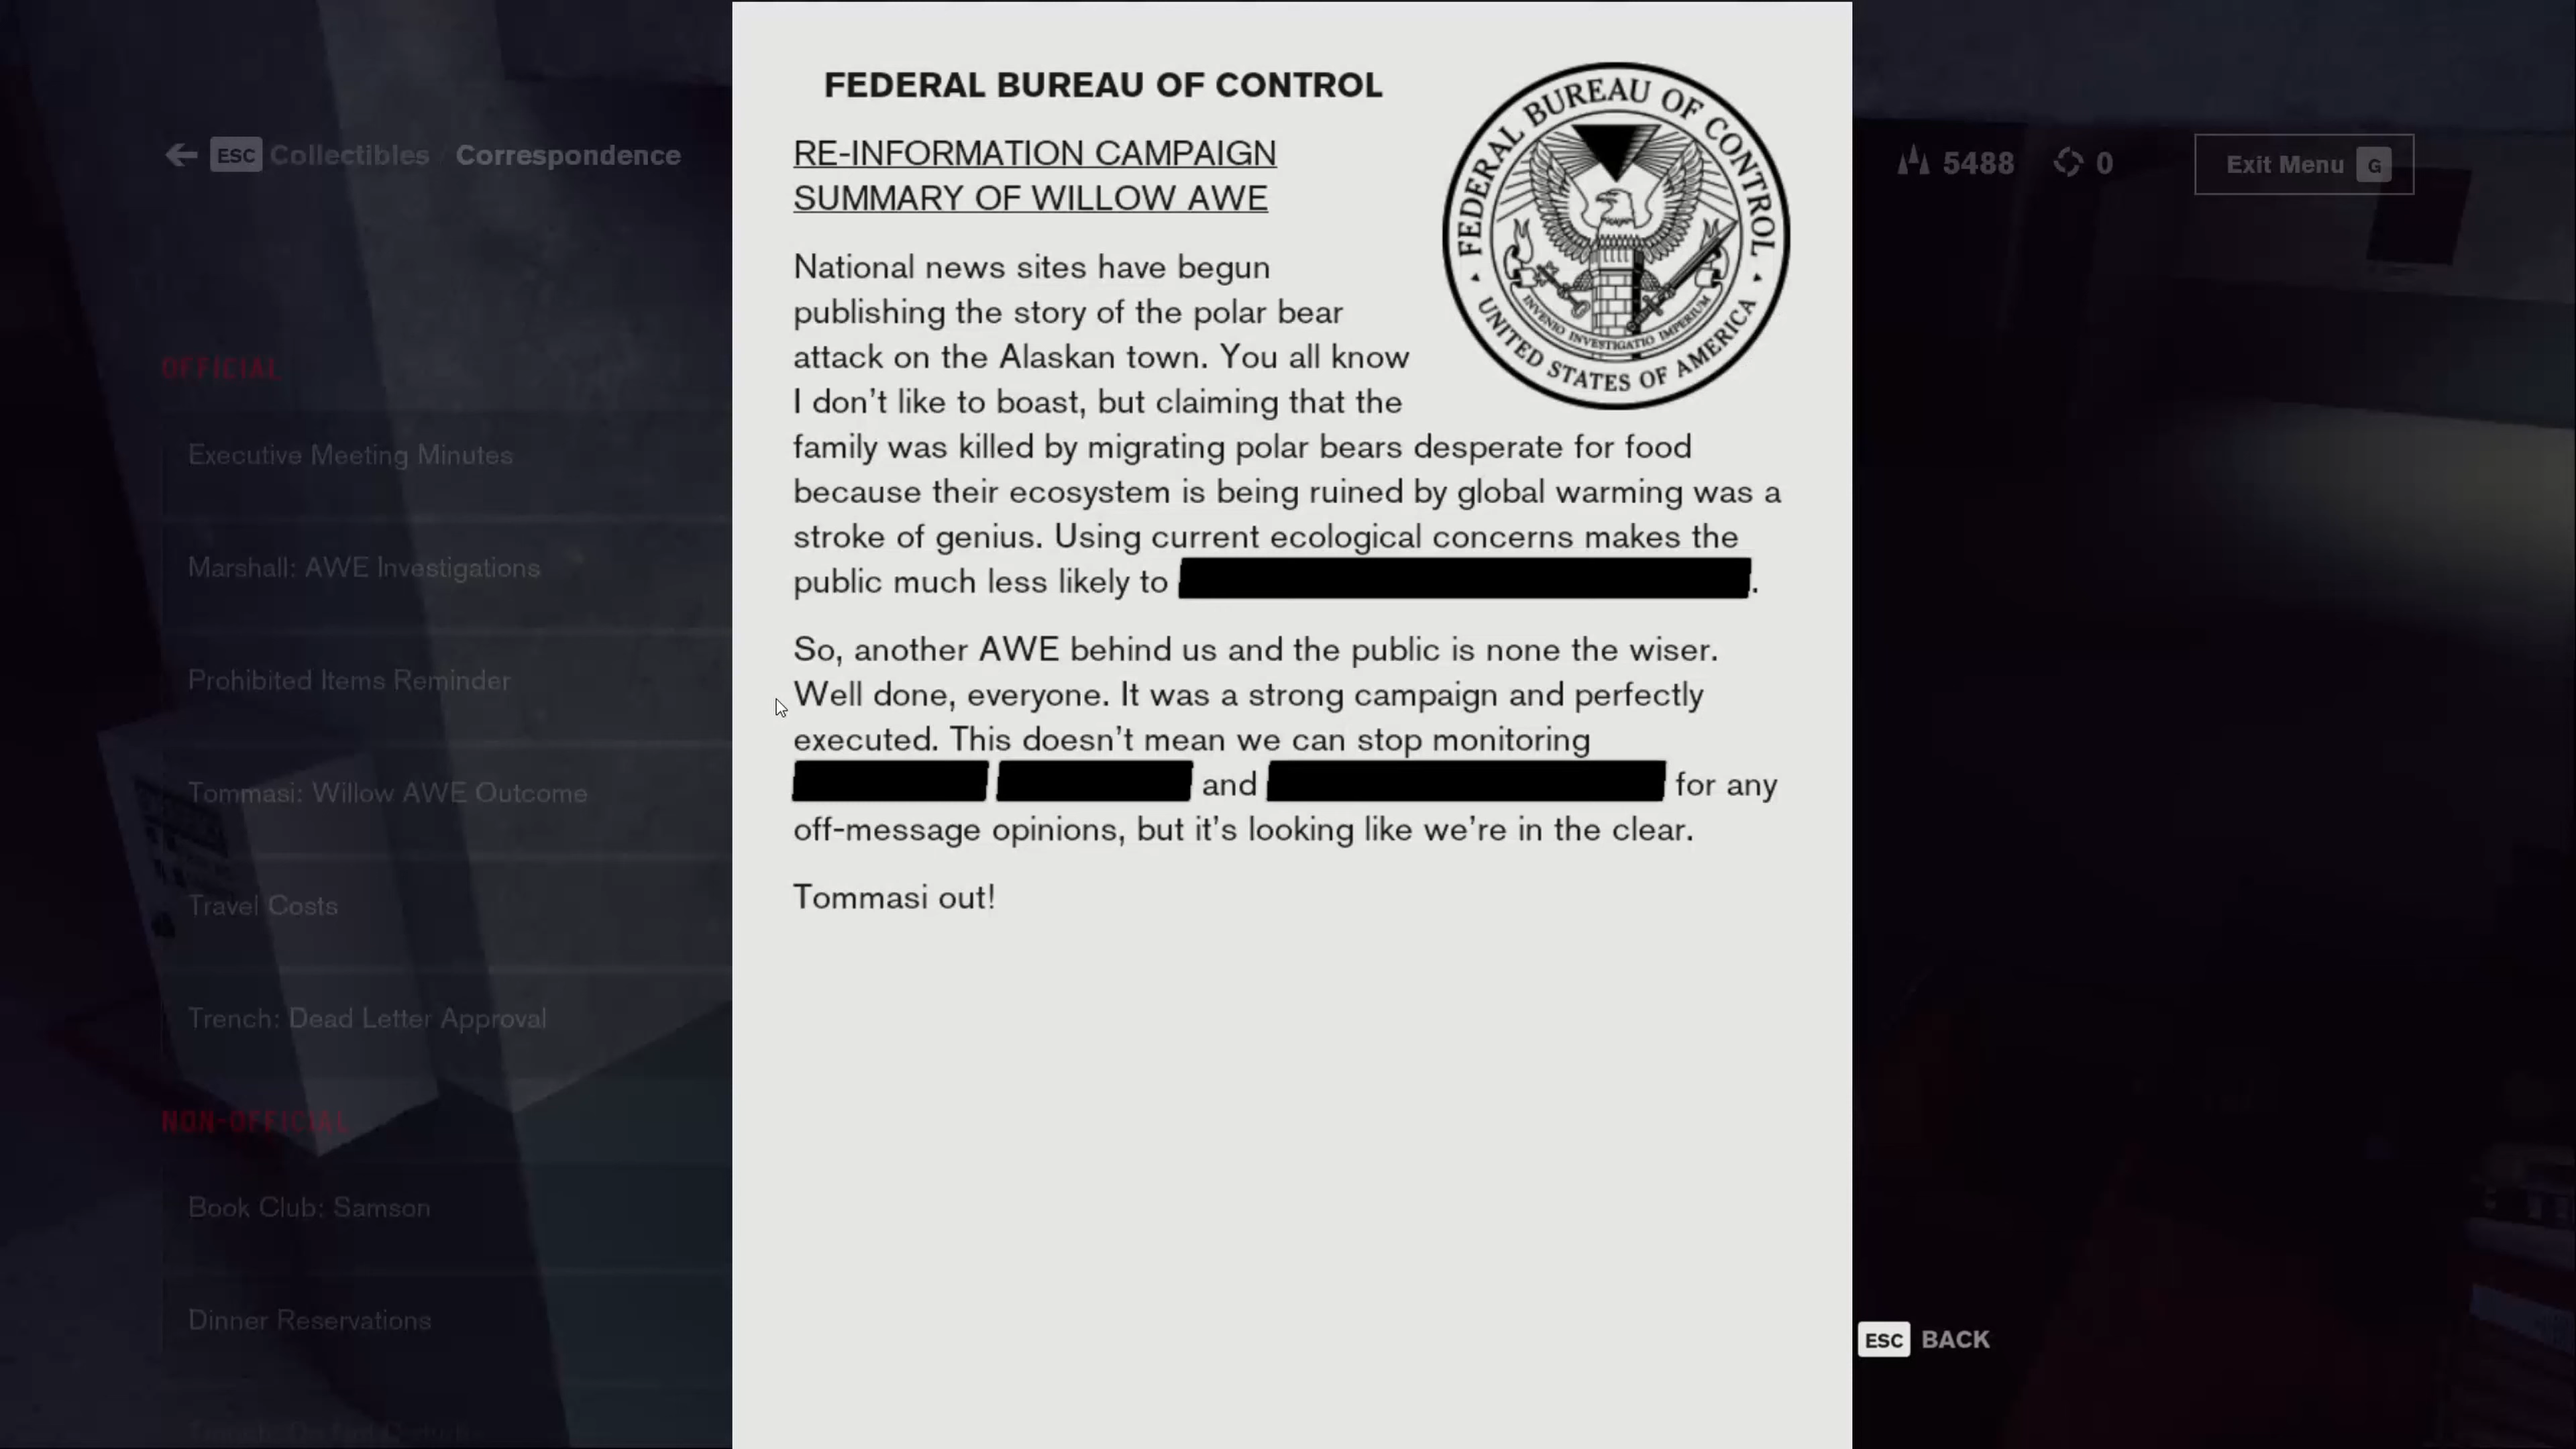 FEDERAL BUREAU OF CONTROL
FEDERAL BUREAU OF CONTROL
UNITED STATES OF AMERICA
INVENIO INVESTIGATIO IMPERIUM
RE-INFORMATION CAMPAIGN
SUMMARY OF WILLOW AWE
National news sites have begun
publishing the story of the polar bear
attack on the Alaskan town. You all know
I don't like to boast, but claiming that the
family was killed by migrating polar bears desperate for food
because their ecosystem is being ruined by global warming was a
stroke of genius. Using current ecological concerns makes the
public much less likely to .
So, another AWE behind us and the public is none the wiser.
Well done, everyone. It was a strong campaign and perfectly
executed. This doesn't mean we can stop monitoring
and for any
off-message opinions, but it's looking like we're in the clear.
Tommasi out!
ESC Collectibles / Correspondence
5488 0
Exit Menu G
OFFICIAL
Executive Meeting Minutes
Marshall: AWE Investigations
Prohibited Items Reminder
Tommasi: Willow AWE Outcome
Travel Costs
Trench: Dead Letter Approval
NON-OFFICIAL
Book Club: Samson
Dinner Reservations
ESC BACK